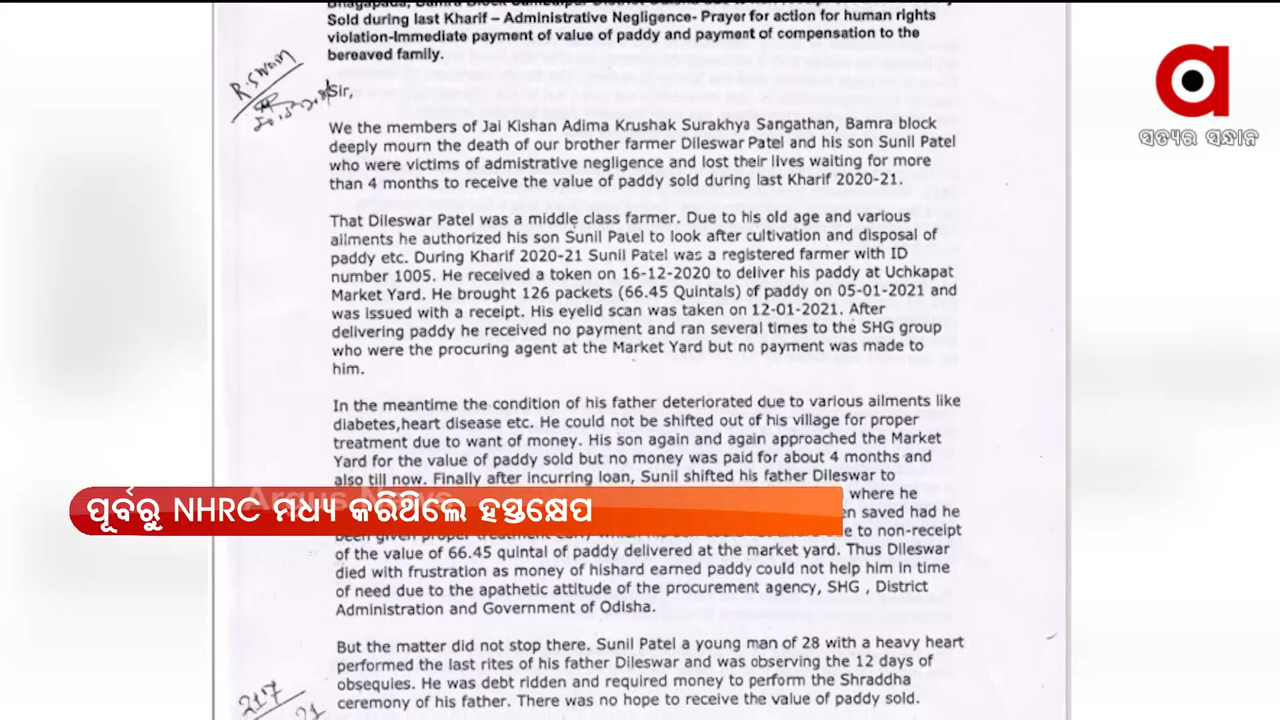 Sold during last Kharif – Administrative Negligence- Prayer for action for human rights
violation-Immediate payment of value of paddy and payment of compensation to the
bereaved family.
R.Swain
Sir,
We the members of Jai Kishan Adima Krushak Surakhya Sangathan, Bamra block
deeply mourn the death of our brother farmer Dileswar Patel and his son Sunil Patel
who were victims of admistrative negligence and lost their lives waiting for more
than 4 months to receive the value of paddy sold during last Kharif 2020-21.
That Dileswar Patel was a middle class farmer. Due to his old age and various
ailments he authorized his son Sunil Patel to look after cultivation and disposal of
paddy etc. During Kharif 2020-21 Sunil Patel was a registered farmer with ID
number 1005. He received a token on 16-12-2020 to deliver his paddy at Uchkapat
Market Yard. He brought 126 packets (66.45 Quintals) of paddy on 05-01-2021 and
was issued with a receipt. His eyelid scan was taken on 12-01-2021. After
delivering paddy he received no payment and ran several times to the SHG group
who were the procuring agent at the Market Yard but no payment was made to
him.
In the meantime the condition of his father deteriorated due to various ailments like
diabetes,heart disease etc. He could not be shifted out of his village for proper
treatment due to want of money. His son again and again approached the Market
Yard for the value of paddy sold but no money was paid for about 4 months and
also till now. Finally after incurring loan, Sunil shifted his father Dileswar to
where he
saved had he
to non-receipt
of the value of 66.45 quintal of paddy delivered at the market yard. Thus Dileswar
died with frustration as money of hishard earned paddy could not help him in time
of need due to the apathetic attitude of the procurement agency, SHG , District
Administration and Government of Odisha.
But the matter did not stop there. Sunil Patel a young man of 28 with a heavy heart
performed the last rites of his father Dileswar and was observing the 12 days of
obsequies. He was debt ridden and required money to perform the Shraddha
ceremony of his father. There was no hope to receive the value of paddy sold.
217
21
Argus News
ପୂର୍ବରୁ NHRC ମଧ୍ୟ କରିଥିଲେ ହସ୍ତକ୍ଷେପ
a
ସତ୍ୟର ସନ୍ଧାନ